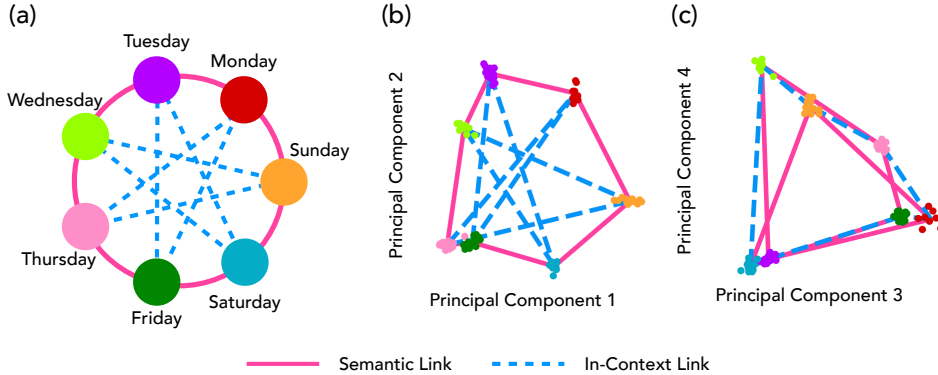 (a)
Tuesday
Monday
Wednesday
Sunday
Thursday
Saturday
Friday
(b)
Principal Component 2
Principal Component 1
(c)
Principal Component 4
Principal Component 3
Semantic Link
In-Context Link